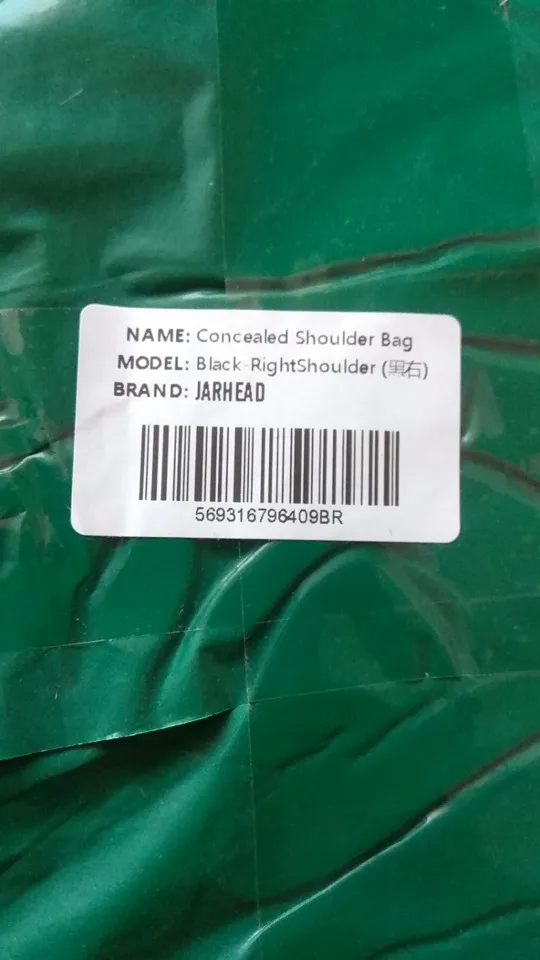 NAME: Concealed Shoulder Bag
MODEL: Black-RightShoulder (黑右)
BRAND: JARHEAD
569316796409BR